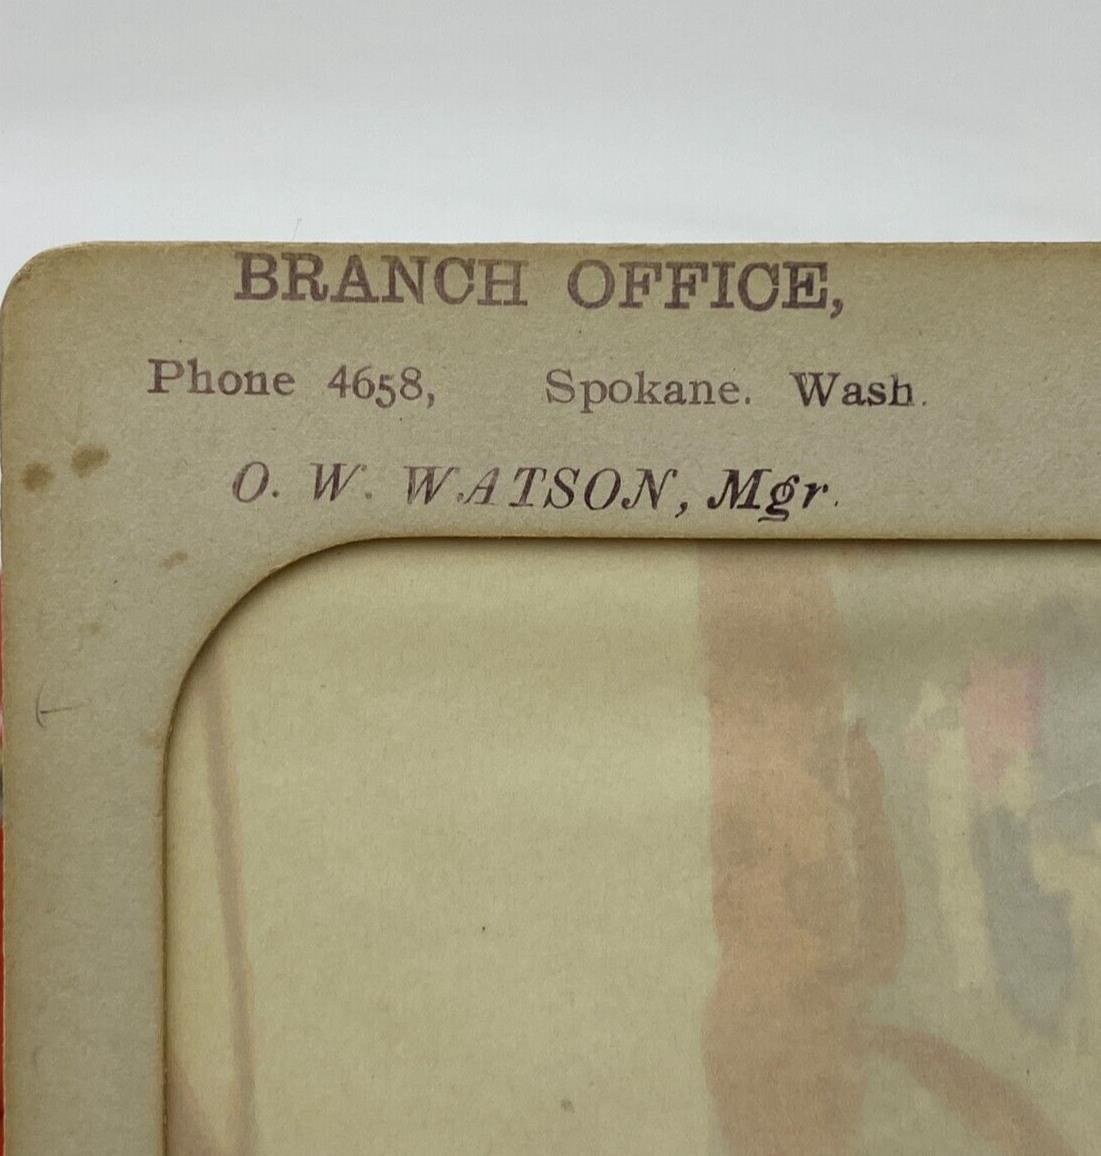 BRANCH OFFICE,
Phone 4658, Spokane. Wash.
O. W. WATSON, Mgr.